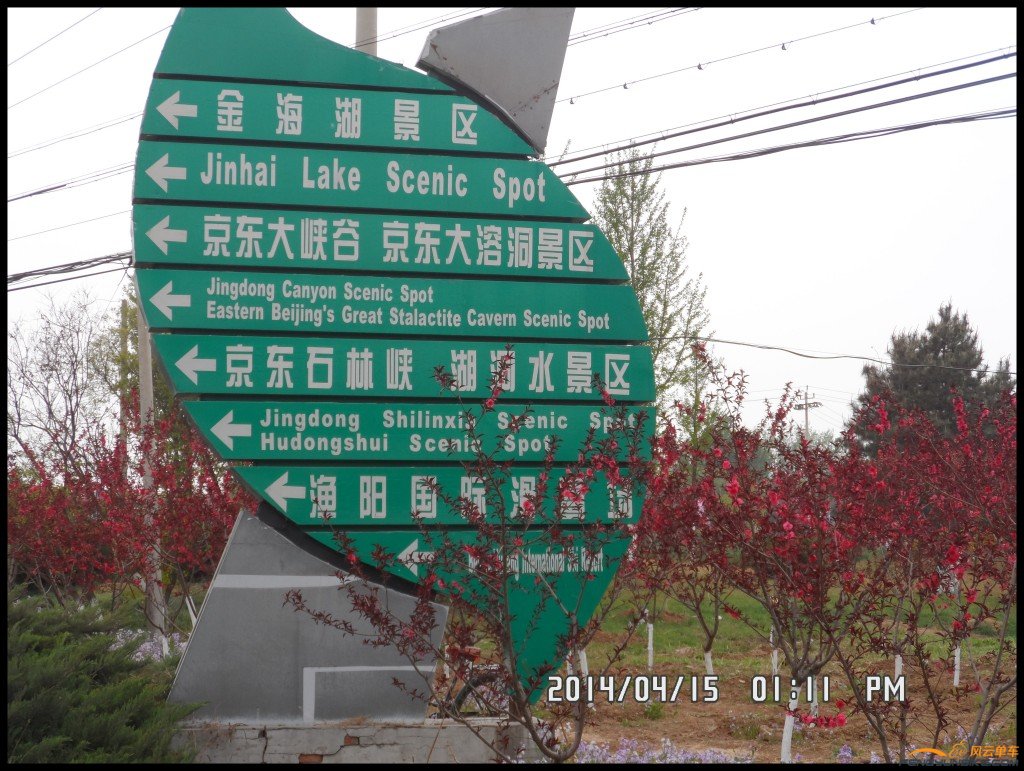 金海湖景区
Jinhai Lake Scenic Spot
京东大峡谷 京东大溶洞景区
Jingdong Canyon Scenic Spot
Eastern Beijing's Great Stalactite Cavern Scenic Spot
京东石林峡 湖洞水景区
Jingdong Shilinxia Scenic Spot
Hudongshui Scenic Spot
渔阳国际滑雪场
International Ski Resort
2014/04/15 01:11 PM
风云单车